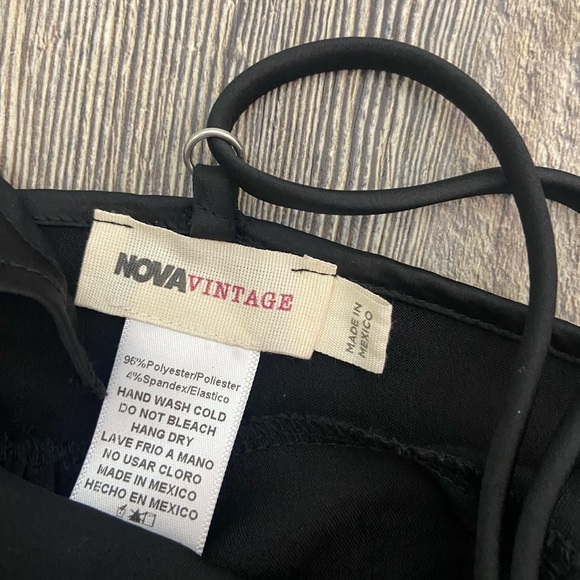 NOVAVINTAGE
MADE IN
MEXICO
96%Polyester/Poliester
4%Spandex/Elastico
HAND WASH COLD
DO NOT BLEACH
HANG DRY
LAVE FRIO A MANO
NO USAR CLORO
MADE IN MEXICO
HECHO EN MEXICO